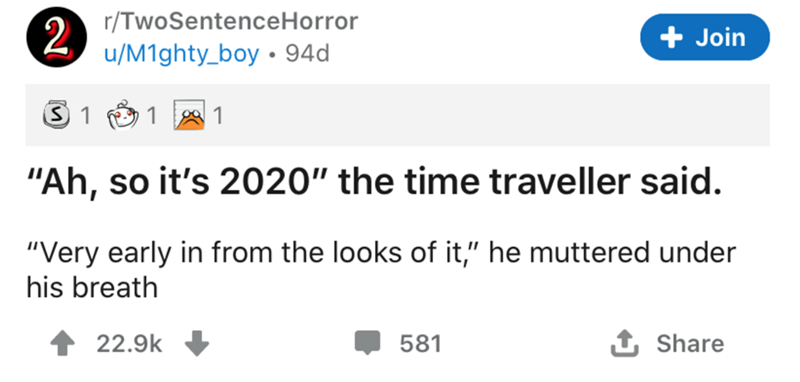 2
r/TwoSentenceHorror
u/M1ghty_boy • 94d
+ Join
S 1 1 1
“Ah, so it’s 2020” the time traveller said.
“Very early in from the looks of it,” he muttered under
his breath
22.9k 581 Share